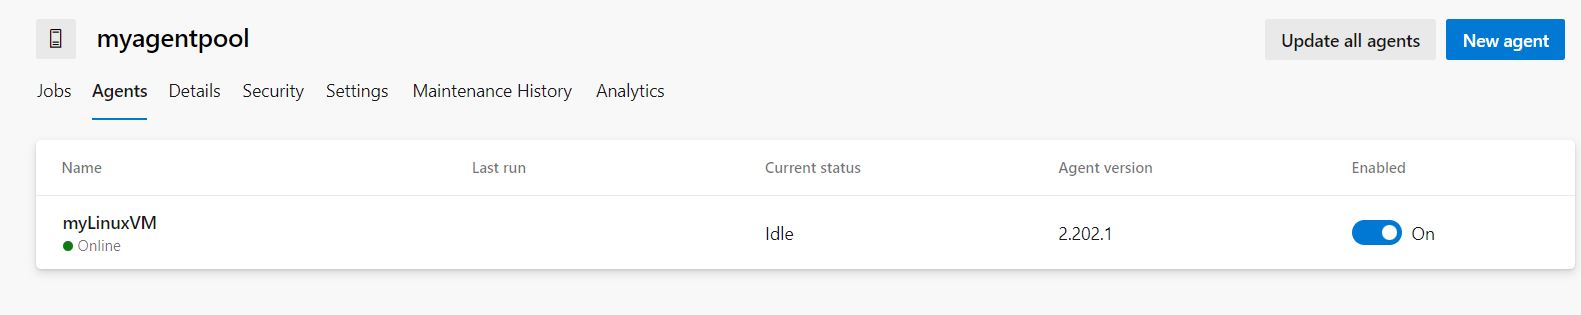 myagentpool
Update all agents
New agent
Jobs Agents Details Security Settings Maintenance History Analytics
Name Last run Current status Agent version Enabled
myLinuxVM
Online
Idle 2.202.1 On